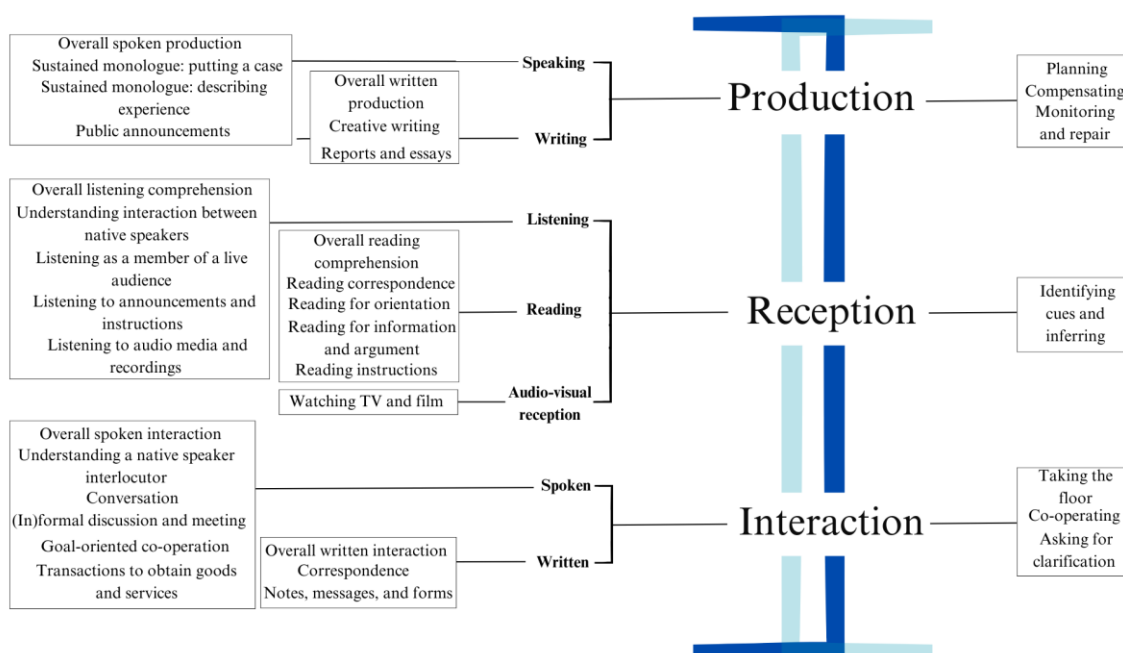 Overall spoken production
Sustained monologue: putting a case
Sustained monologue: describing
experience
Public announcements
Speaking
Overall written
production
Creative writing
Reports and essays
Writing
Production
Planning
Compensating
Monitoring
and repair
Overall listening comprehension
Understanding interaction between
native speakers
Listening as a member of a live
audience
Listening to announcements and
instructions
Listening to audio media and
recordings
Listening
Overall reading
comprehension
Reading correspondence
Reading for orientation
Reading for information
and argument
Reading instructions
Reading
Watching TV and film
Audio-visual
reception
Reception
Identifying
cues and
inferring
Overall spoken interaction
Understanding a native speaker
interlocutor
Conversation
(In)formal discussion and meeting
Goal-oriented co-operation
Transactions to obtain goods
and services
Spoken
Overall written interaction
Correspondence
Notes, messages, and forms
Written
Interaction
Taking the
floor
Co-operating
Asking for
clarification